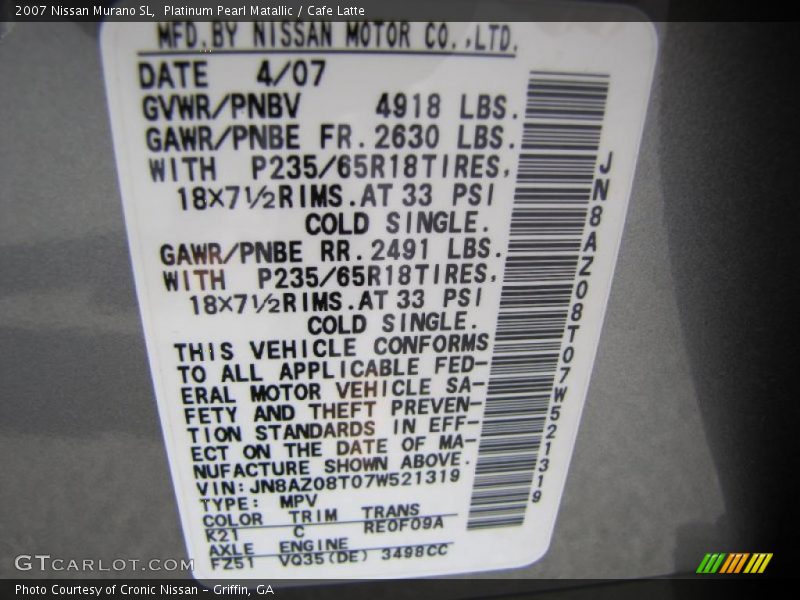 2007 Nissan Murano SL, Platinum Pearl Matallic / Cafe Latte
MFD.BY NISSAN MOTOR CO.,LTD.
DATE 4/07
GVWR/PNBV 4918 LBS.
GAWR/PNBE FR. 2630 LBS.
WITH P235/65R18TIRES,
18×7½RIMS.AT 33 PSI
COLD SINGLE.
GAWR/PNBE RR. 2491 LBS.
WITH P235/65R18TIRES,
18×7½RIMS.AT 33 PSI
COLD SINGLE.
THIS VEHICLE CONFORMS
TO ALL APPLICABLE FED-
ERAL MOTOR VEHICLE SA-
FETY AND THEFT PREVEN-
TION STANDARDS IN EFF-
ECT ON THE DATE OF MA-
NUFACTURE SHOWN ABOVE.
VIN:JN8AZ08T07W521319
TYPE: MPV
COLOR TRIM TRANS
K21 C RE0F09A
AXLE ENGINE
FZ51 VQ35(DE) 3498CC
JN8AZ08T07W521319
GTCARLOT.COM
Photo Courtesy of Cronic Nissan - Griffin, GA